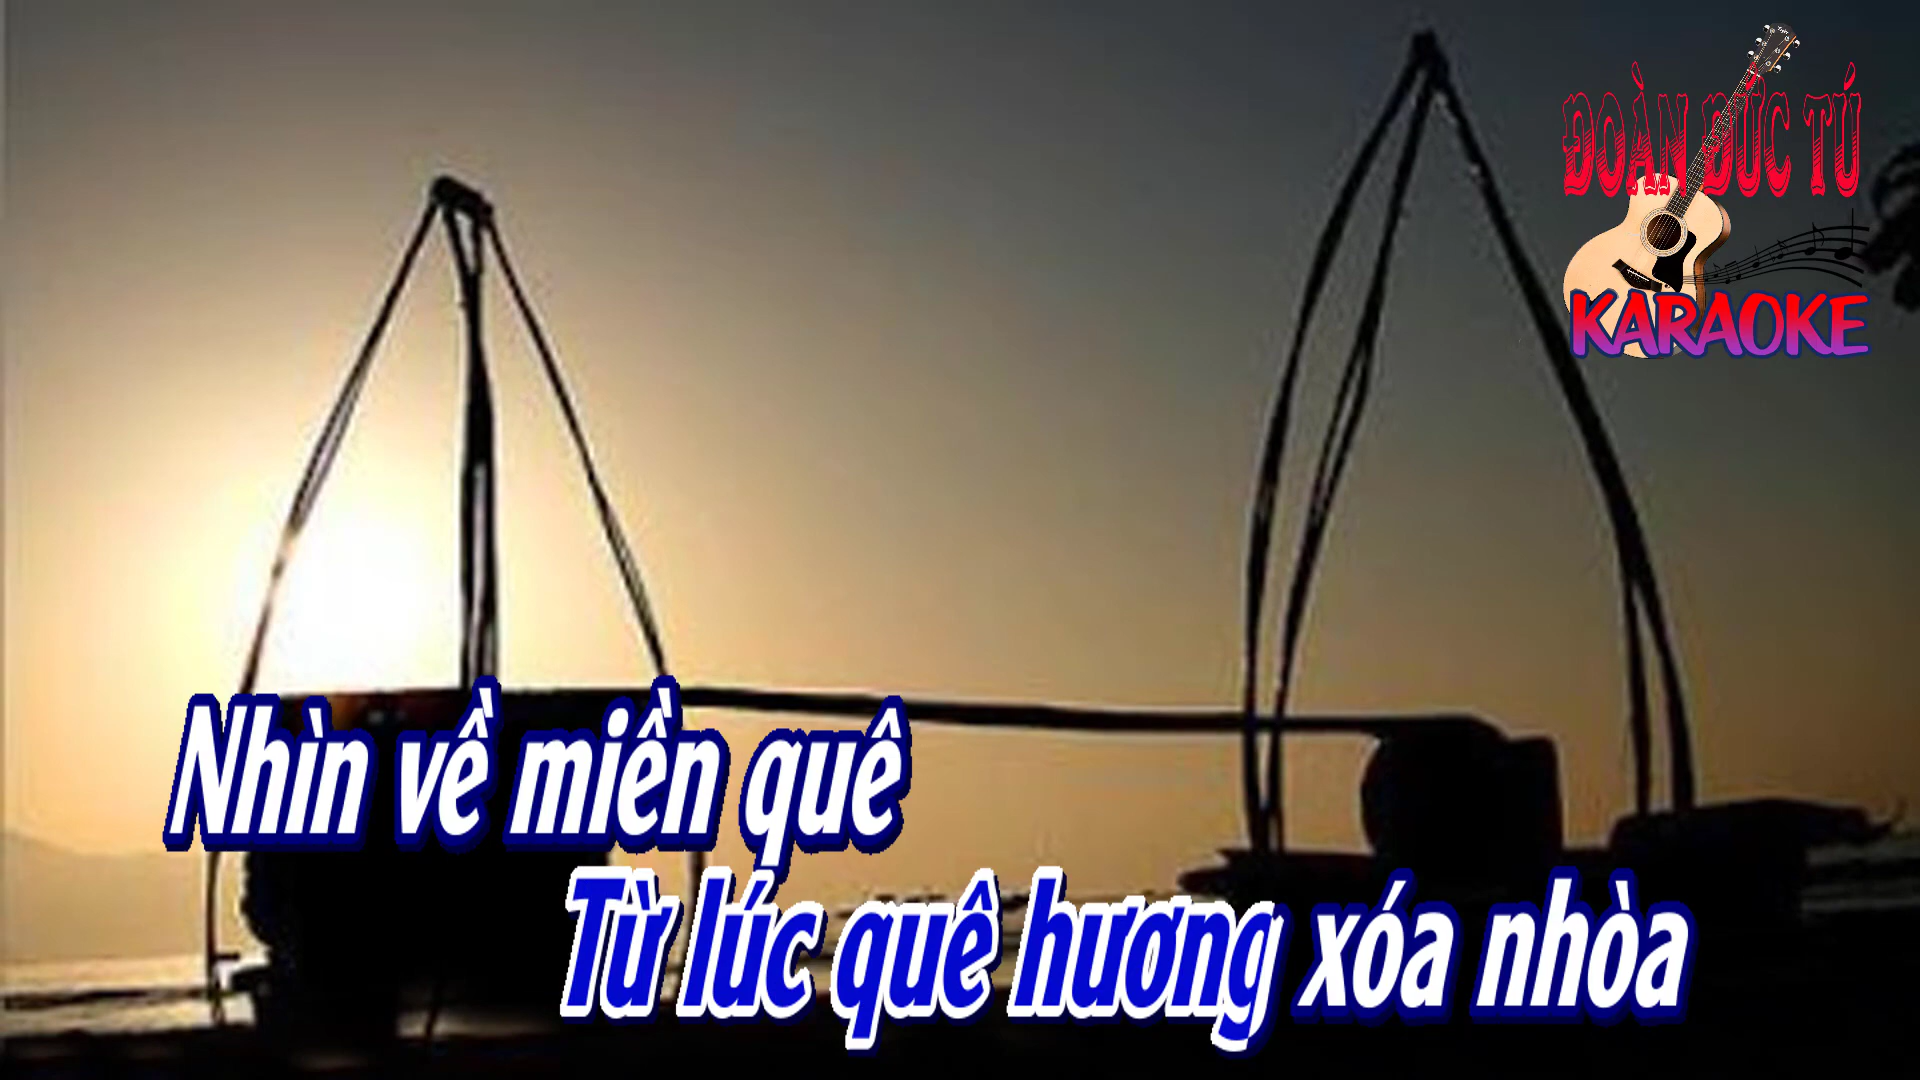 ĐOÀN ĐỨC TÚ
KARAOKE
Nhìn về miền quê
Từ lúc quê hương xóa nhòa